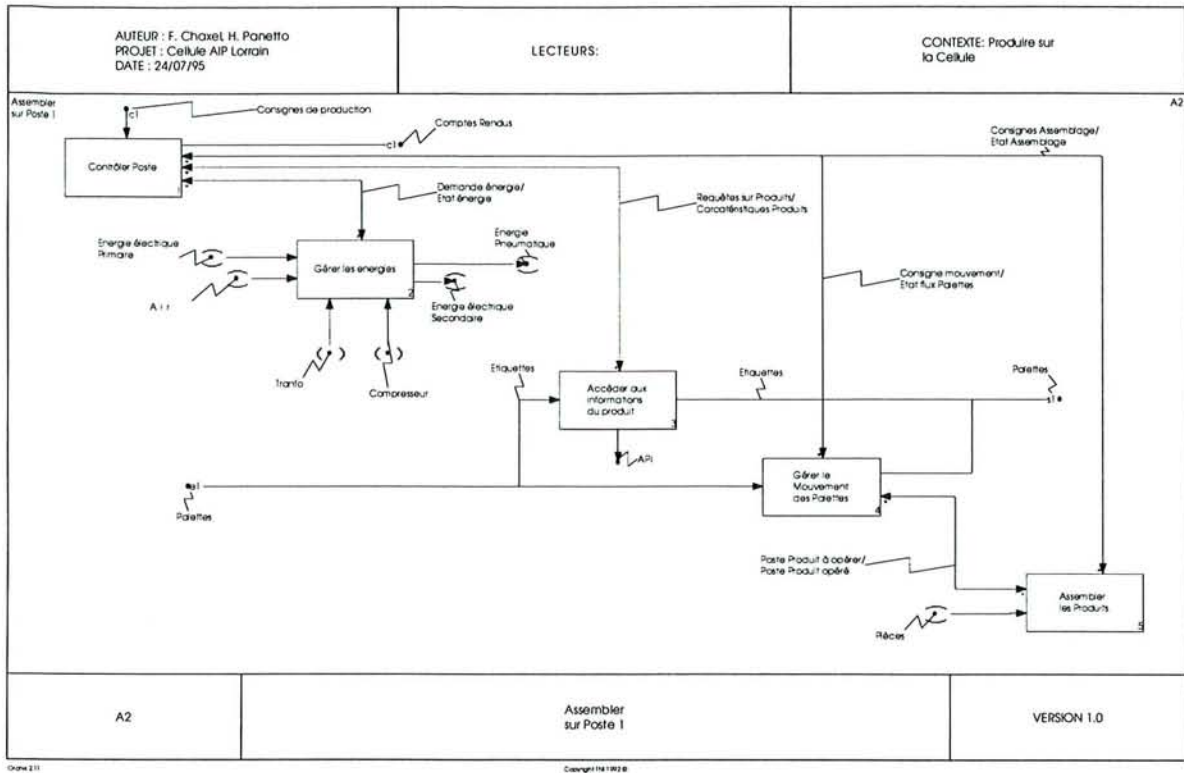 AUTEUR : F. Chaxel, H. Panetto
PROJET : Cellule AIP Lorrain
DATE : 24/07/95
LECTEURS:
CONTEXTE: Produire sur
la Cellule
Assembler
sur Poste 1
c1
Consignes de production
A2
Comptes Rendus
c1
Consignes Assemblage/
Etat Assemblage
Contrôler Poste
1
Demande énergie/
Etat énergie
Requêtes sur Produits/
Carcaténstiques Produits
Energie électrique
Primaire
Energie
Pneumatique
Gérer les energies
2
Consigne mouvement/
Etat flux Palettes
Air
Energie électrique
Secondaire
Tranfo
Compresseur
Etiquettes
Etiquettes
Palettes
Accéder aux
informations
du produit
3
s1
API
Gérer le
Mouvement
des Palettes
4
e1
Palettes
Poste Produit à opérer/
Poste Produit opéré
Assembler
les Produits
5
Pièces
A2
Assembler
sur Poste 1
VERSION 1.0